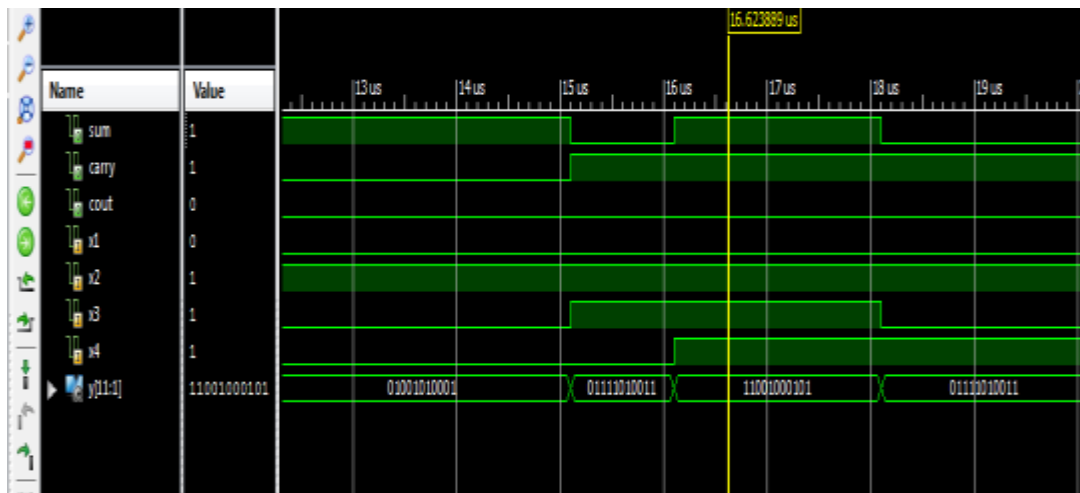 16.623889 us
Name Value 13 us 14 us 15 us 16 us 17 us 18 us 19 us
sum 1
carry 1
cout 0
x1 0
x2 1
x3 1
x4 1
y[11:1] 11001000101 01001010001 01111010011 11001000101 01111010011